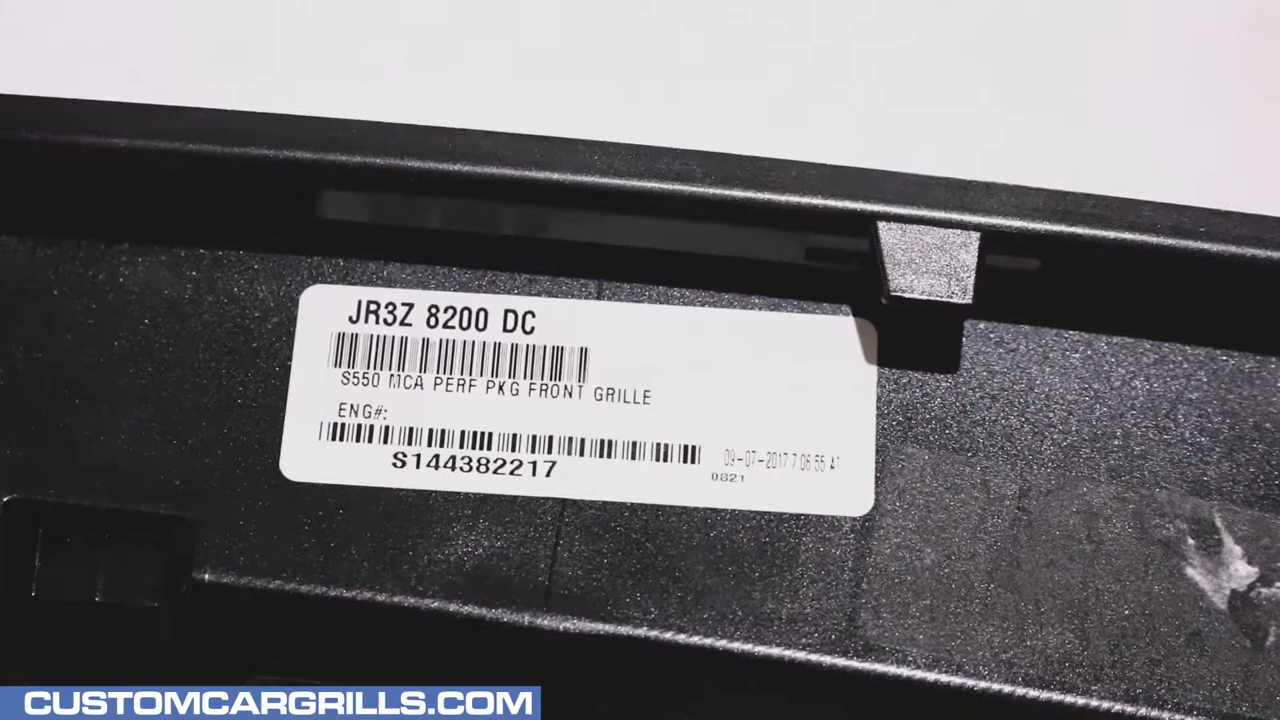 JR3Z 8200 DC
S550 MCA PERF PKG FRONT GRILLE
ENG#:
S144382217
09-07-2017 7:06:55 A
0821
CUSTOMCARGRILLS.COM